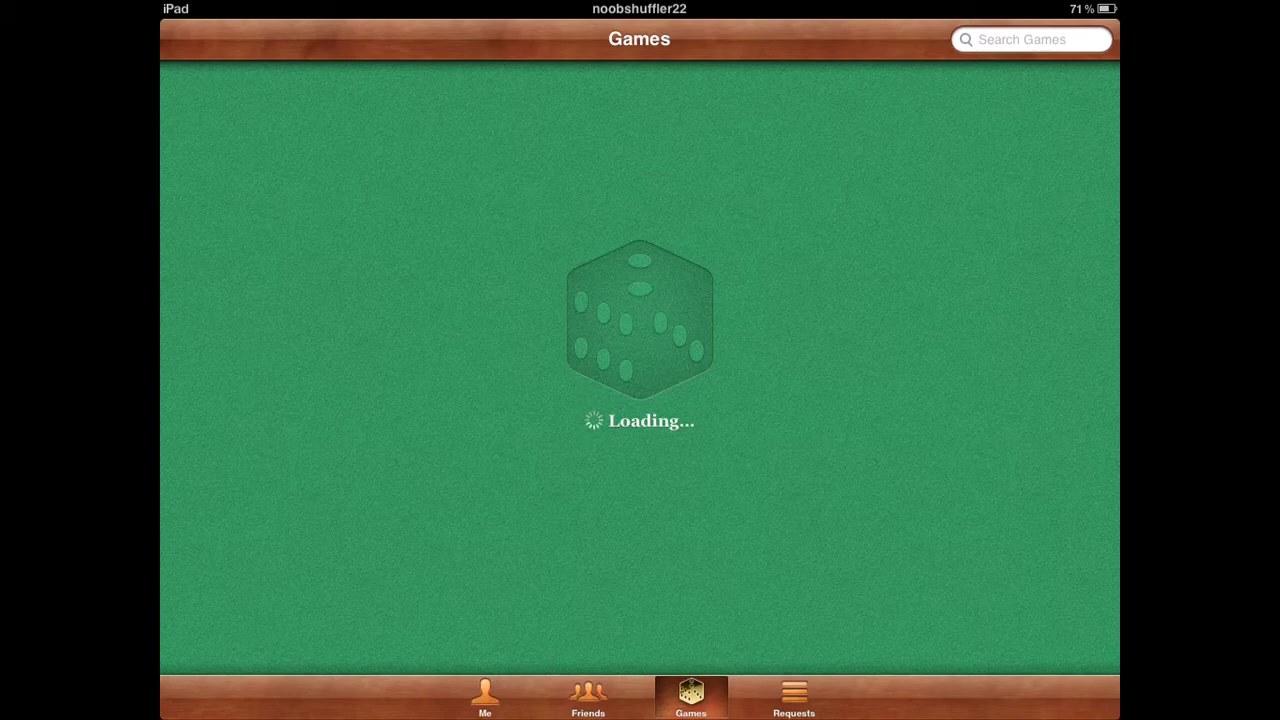 iPad
noobshuffler22
71 %
Games
Search Games
Loading...
Me
Friends
Games
Requests